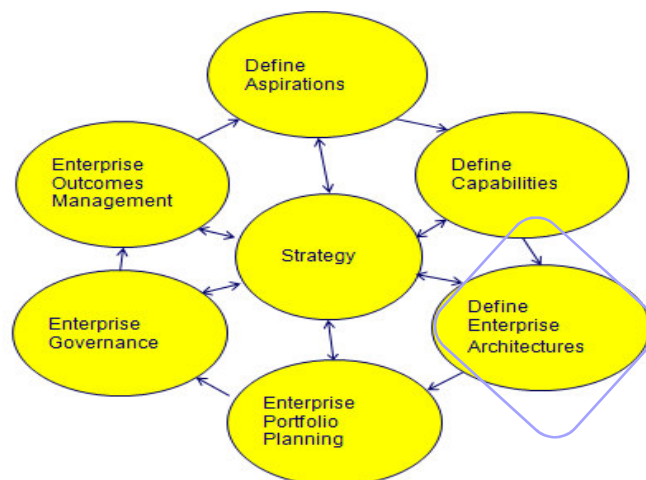 Define
Aspirations
Enterprise
Outcomes
Management
Define
Capabilities
Strategy
Enterprise
Governance
Define
Enterprise
Architectures
Enterprise
Portfolio
Planning